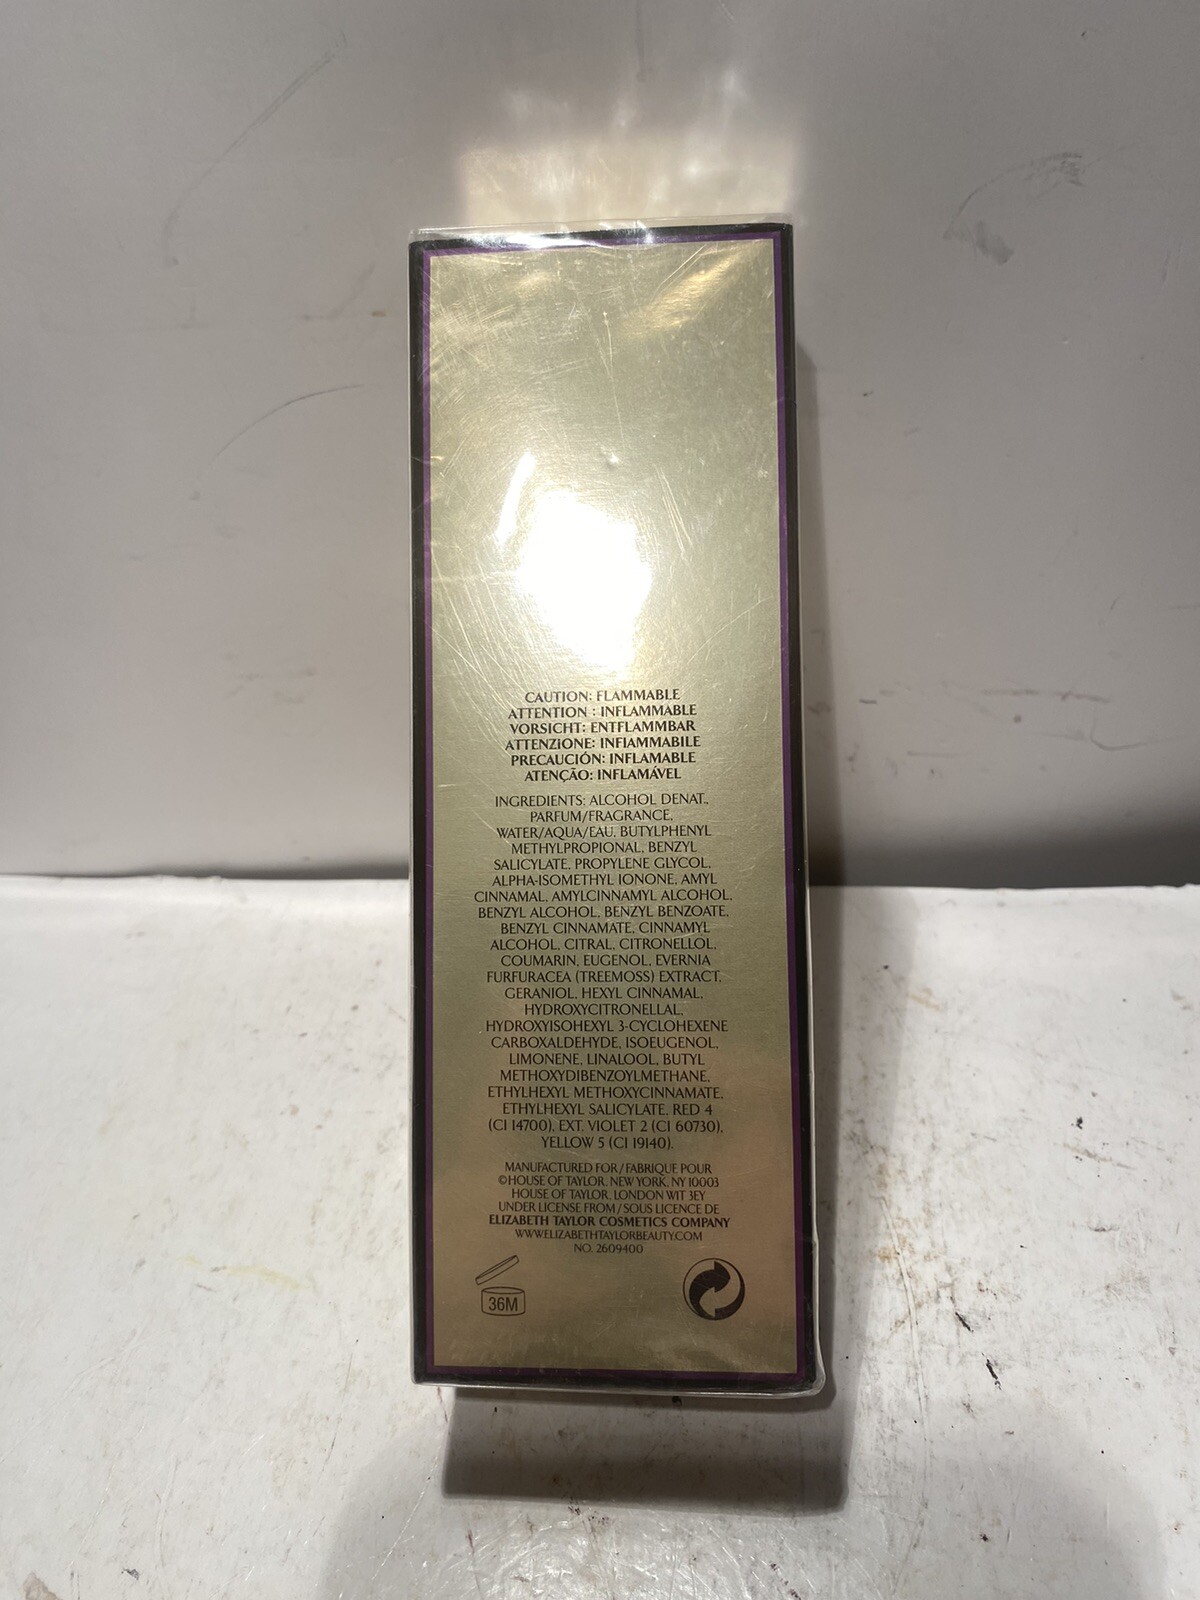 CAUTION: FLAMMABLE
ATTENTION : INFLAMMABLE
VORSICHT: ENTFLAMMBAR
ATTENZIONE: INFIAMMABILE
PRECAUCIÓN: INFLAMABLE
ATENÇÃO: INFLAMÁVEL
INGREDIENTS: ALCOHOL DENAT.,
PARFUM/FRAGRANCE,
WATER/AQUA/EAU, BUTYLPHENYL
METHYLPROPIONAL, BENZYL
SALICYLATE, PROPYLENE GLYCOL,
ALPHA-ISOMETHYL IONONE, AMYL
CINNAMAL, AMYLCINNAMYL ALCOHOL,
BENZYL ALCOHOL, BENZYL BENZOATE,
BENZYL CINNAMATE, CINNAMYL
ALCOHOL, CITRAL, CITRONELLOL,
COUMARIN, EUGENOL, EVERNIA
FURFURACEA (TREEMOSS) EXTRACT,
GERANIOL, HEXYL CINNAMAL,
HYDROXYCITRONELLAL,
HYDROXYISOHEXYL 3-CYCLOHEXENE
CARBOXALDEHYDE, ISOEUGENOL,
LIMONENE, LINALOOL, BUTYL
METHOXYDIBENZOYLMETHANE,
ETHYLHEXYL METHOXYCINNAMATE,
ETHYLHEXYL SALICYLATE, RED 4
(CI 14700), EXT. VIOLET 2 (CI 60730),
YELLOW 5 (CI 19140).
MANUFACTURED FOR/FABRIQUE POUR
©HOUSE OF TAYLOR, NEW YORK, NY 10003
HOUSE OF TAYLOR, LONDON W1T 3EY
UNDER LICENSE FROM/SOUS LICENCE DE
ELIZABETH TAYLOR COSMETICS COMPANY
WWW.ELIZABETHTAYLORBEAUTY.COM
NO. 2609400
36M